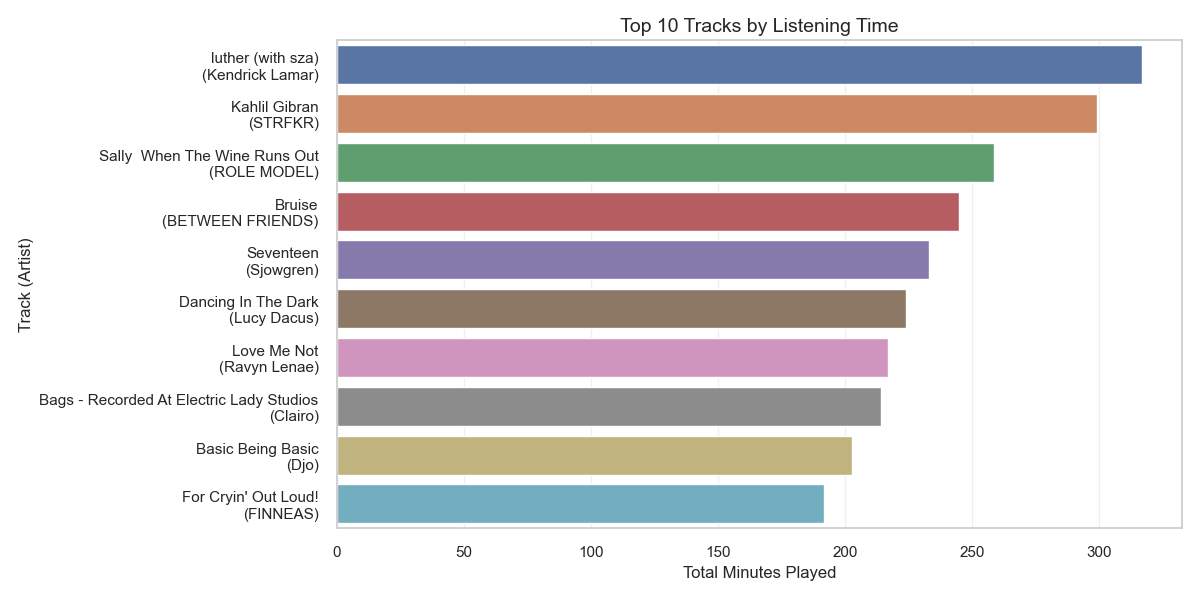 Top 10 Tracks by Listening Time
Track (Artist)
luther (with sza)
(Kendrick Lamar)
Kahlil Gibran
(STRFKR)
Sally  When The Wine Runs Out
(ROLE MODEL)
Bruise
(BETWEEN FRIENDS)
Seventeen
(Sjowgren)
Dancing In The Dark
(Lucy Dacus)
Love Me Not
(Ravyn Lenae)
Bags - Recorded At Electric Lady Studios
(Clairo)
Basic Being Basic
(Djo)
For Cryin' Out Loud!
(FINNEAS)
0 50 100 150 200 250 300
Total Minutes Played